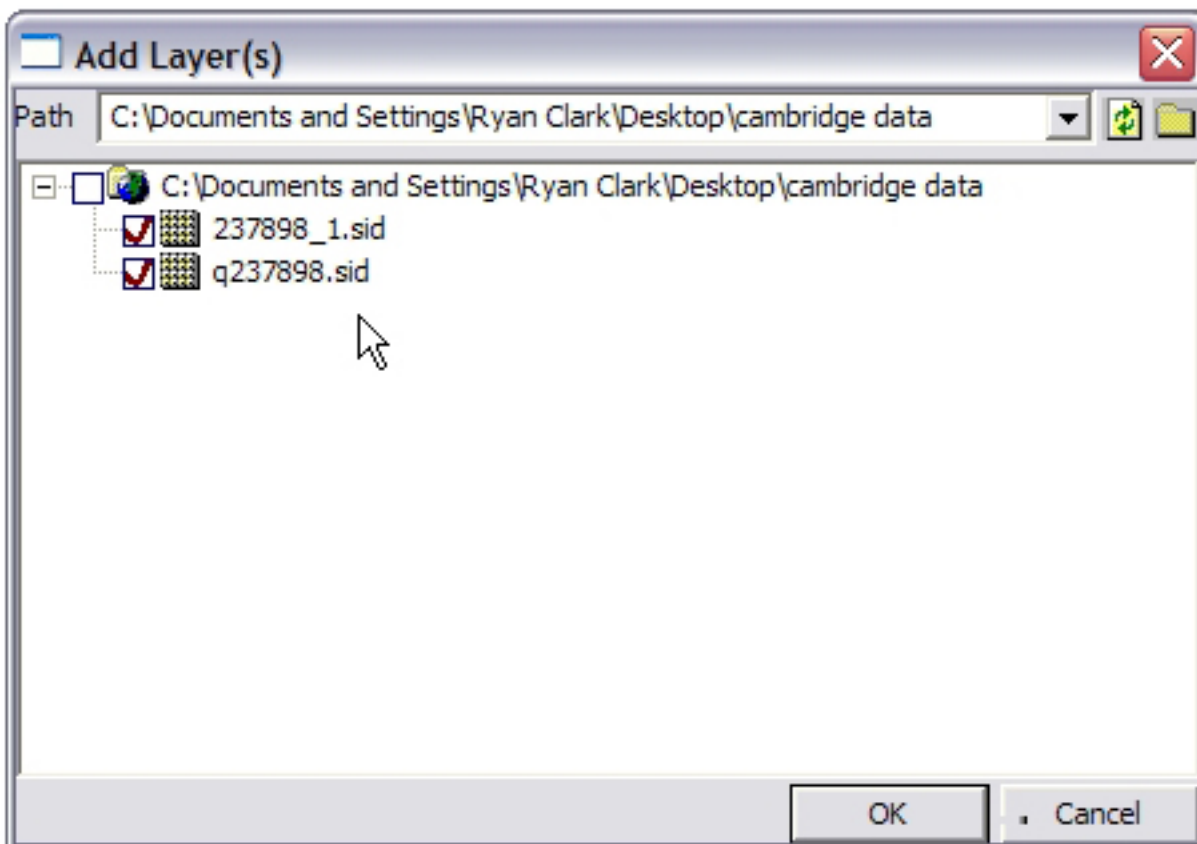 Add Layer(s)
Path C:\Documents and Settings\Ryan Clark\Desktop\cambridge data
C:\Documents and Settings\Ryan Clark\Desktop\cambridge data
237898_1.sid
q237898.sid
OK Cancel